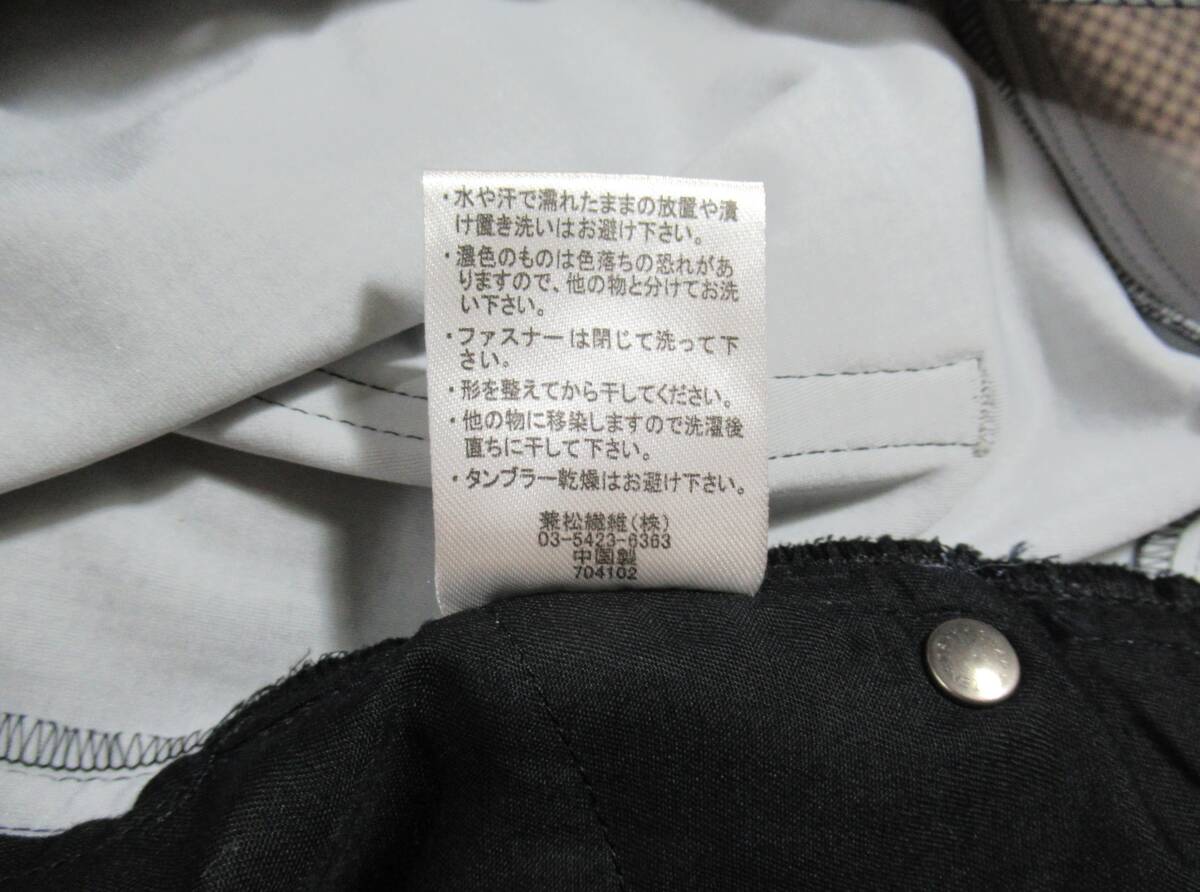 ・水や汗で濡れたままの放置や漬
け置き洗いはお避け下さい。
・濃色のものは色落ちの恐れがあ
りますので、他の物と分けてお洗
い下さい。
・ファスナーは閉じて洗って下
さい。
・形を整えてから干してください。
・他の物に移染しますので洗濯後
直ちに干して下さい。
・タンブラー乾燥はお避け下さい。
兼松繊維(株)
03-5423-6363
中国製
704102